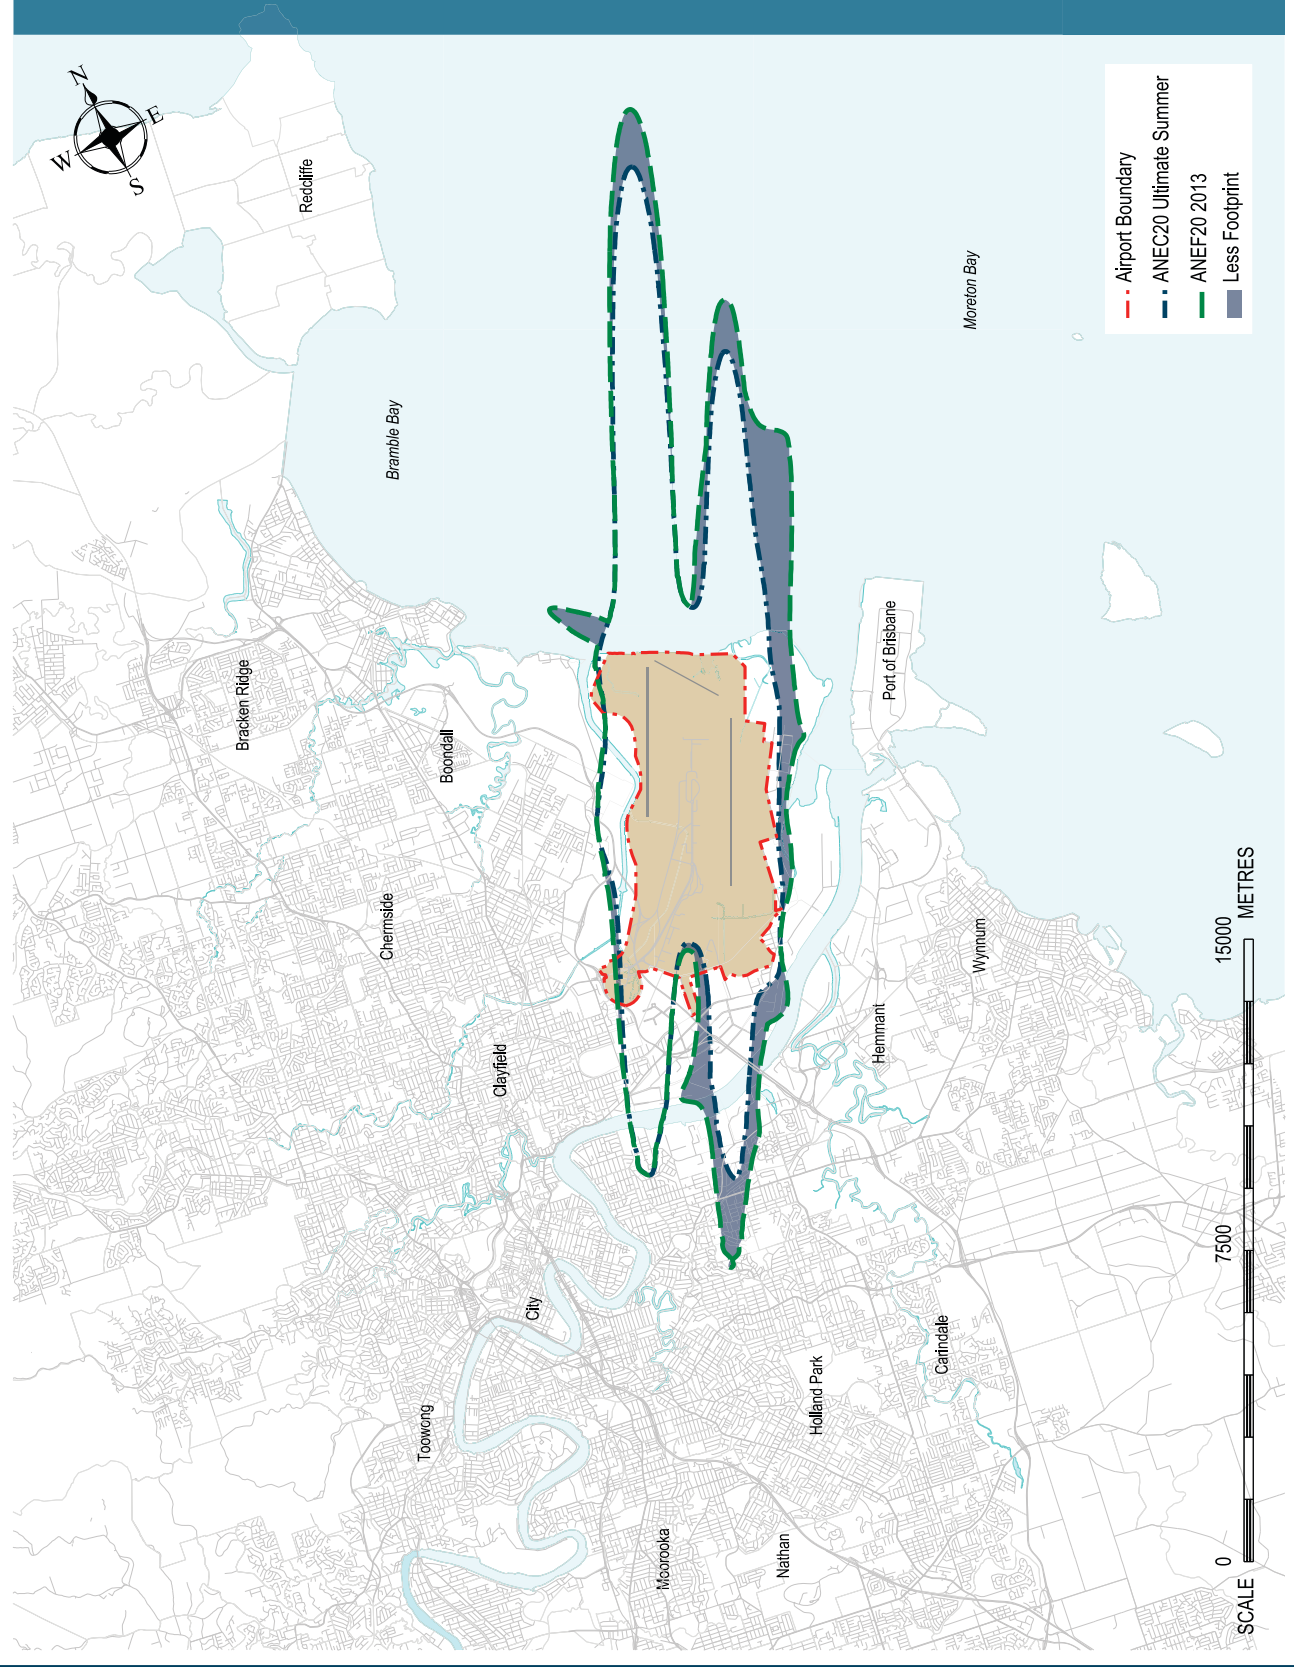 N
E
W
S
Redcliffe
Airport Boundary
ANEC20 Ultimate Summer
ANEF20 2013
Less Footprint
Moreton Bay
Bramble Bay
Bracken Ridge
Boondall
Port of Brisbane
Chermside
Wynnum
Clayfield
Hemmant
City
Carindale
Holland Park
Toowong
Moorooka
Nathan
SCALE 0 7500 15000 METRES